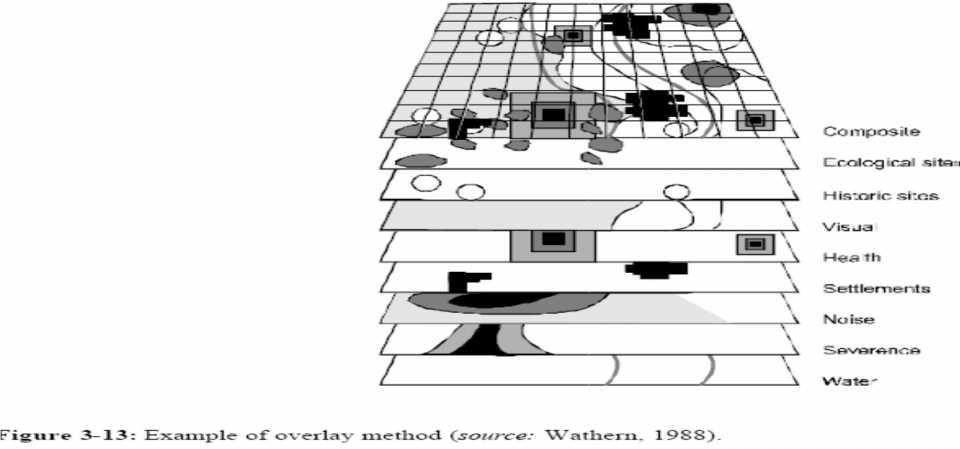 Composite
Ecological sites
Historic sites
Visual
Health
Settlements
Noise
Severence
Water
Figure 3-13: Example of overlay method (source: Wathern, 1988).